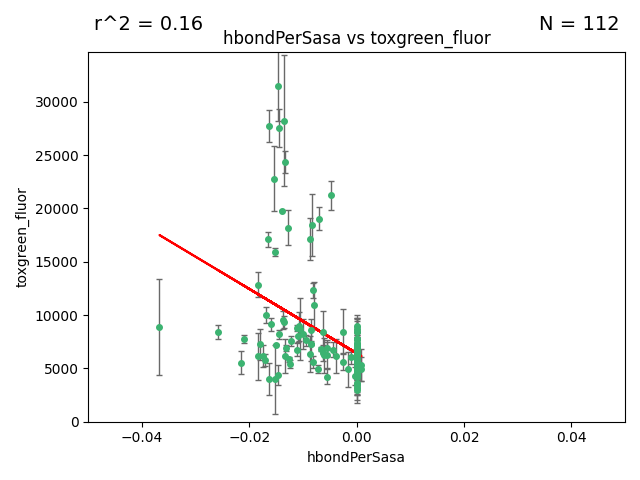 r^2 = 0.16
N = 112
hbondPerSasa vs toxgreen_fluor
toxgreen_fluor
30000
25000
20000
15000
10000
5000
0
−0.04
−0.02
0.00
0.02
0.04
hbondPerSasa